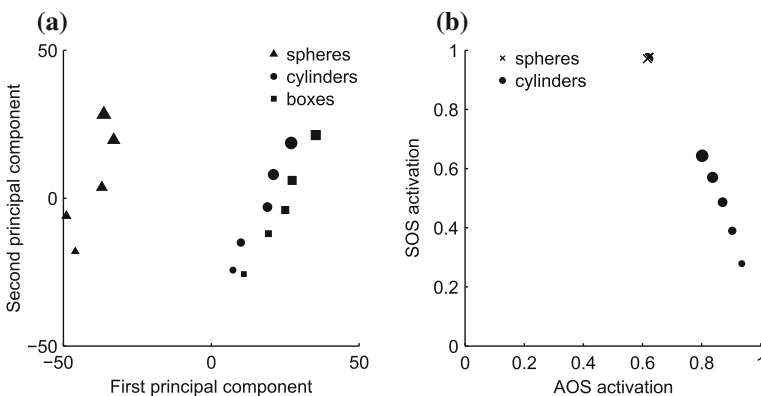 (a)
50
0
−50
−50
0
50
Second principal component
First principal component
spheres
cylinders
boxes
(b)
1
0.8
0.6
0.4
0.2
0
0
0.2
0.4
0.6
0.8
1
SOS activation
AOS activation
spheres
cylinders